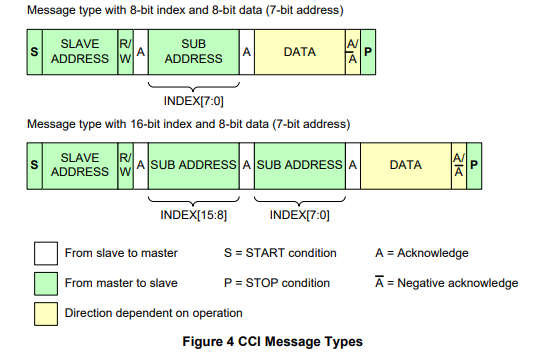 Message type with 8-bit index and 8-bit data (7-bit address)
S SLAVE ADDRESS R/W A SUB ADDRESS A DATA A/A̅ P
INDEX[7:0]
Message type with 16-bit index and 8-bit data (7-bit address)
S SLAVE ADDRESS R/W A SUB ADDRESS A SUB ADDRESS A DATA A/A̅ P
INDEX[15:8] INDEX[7:0]
From slave to master S = START condition A = Acknowledge
From master to slave P = STOP condition A̅ = Negative acknowledge
Direction dependent on operation
Figure 4 CCI Message Types